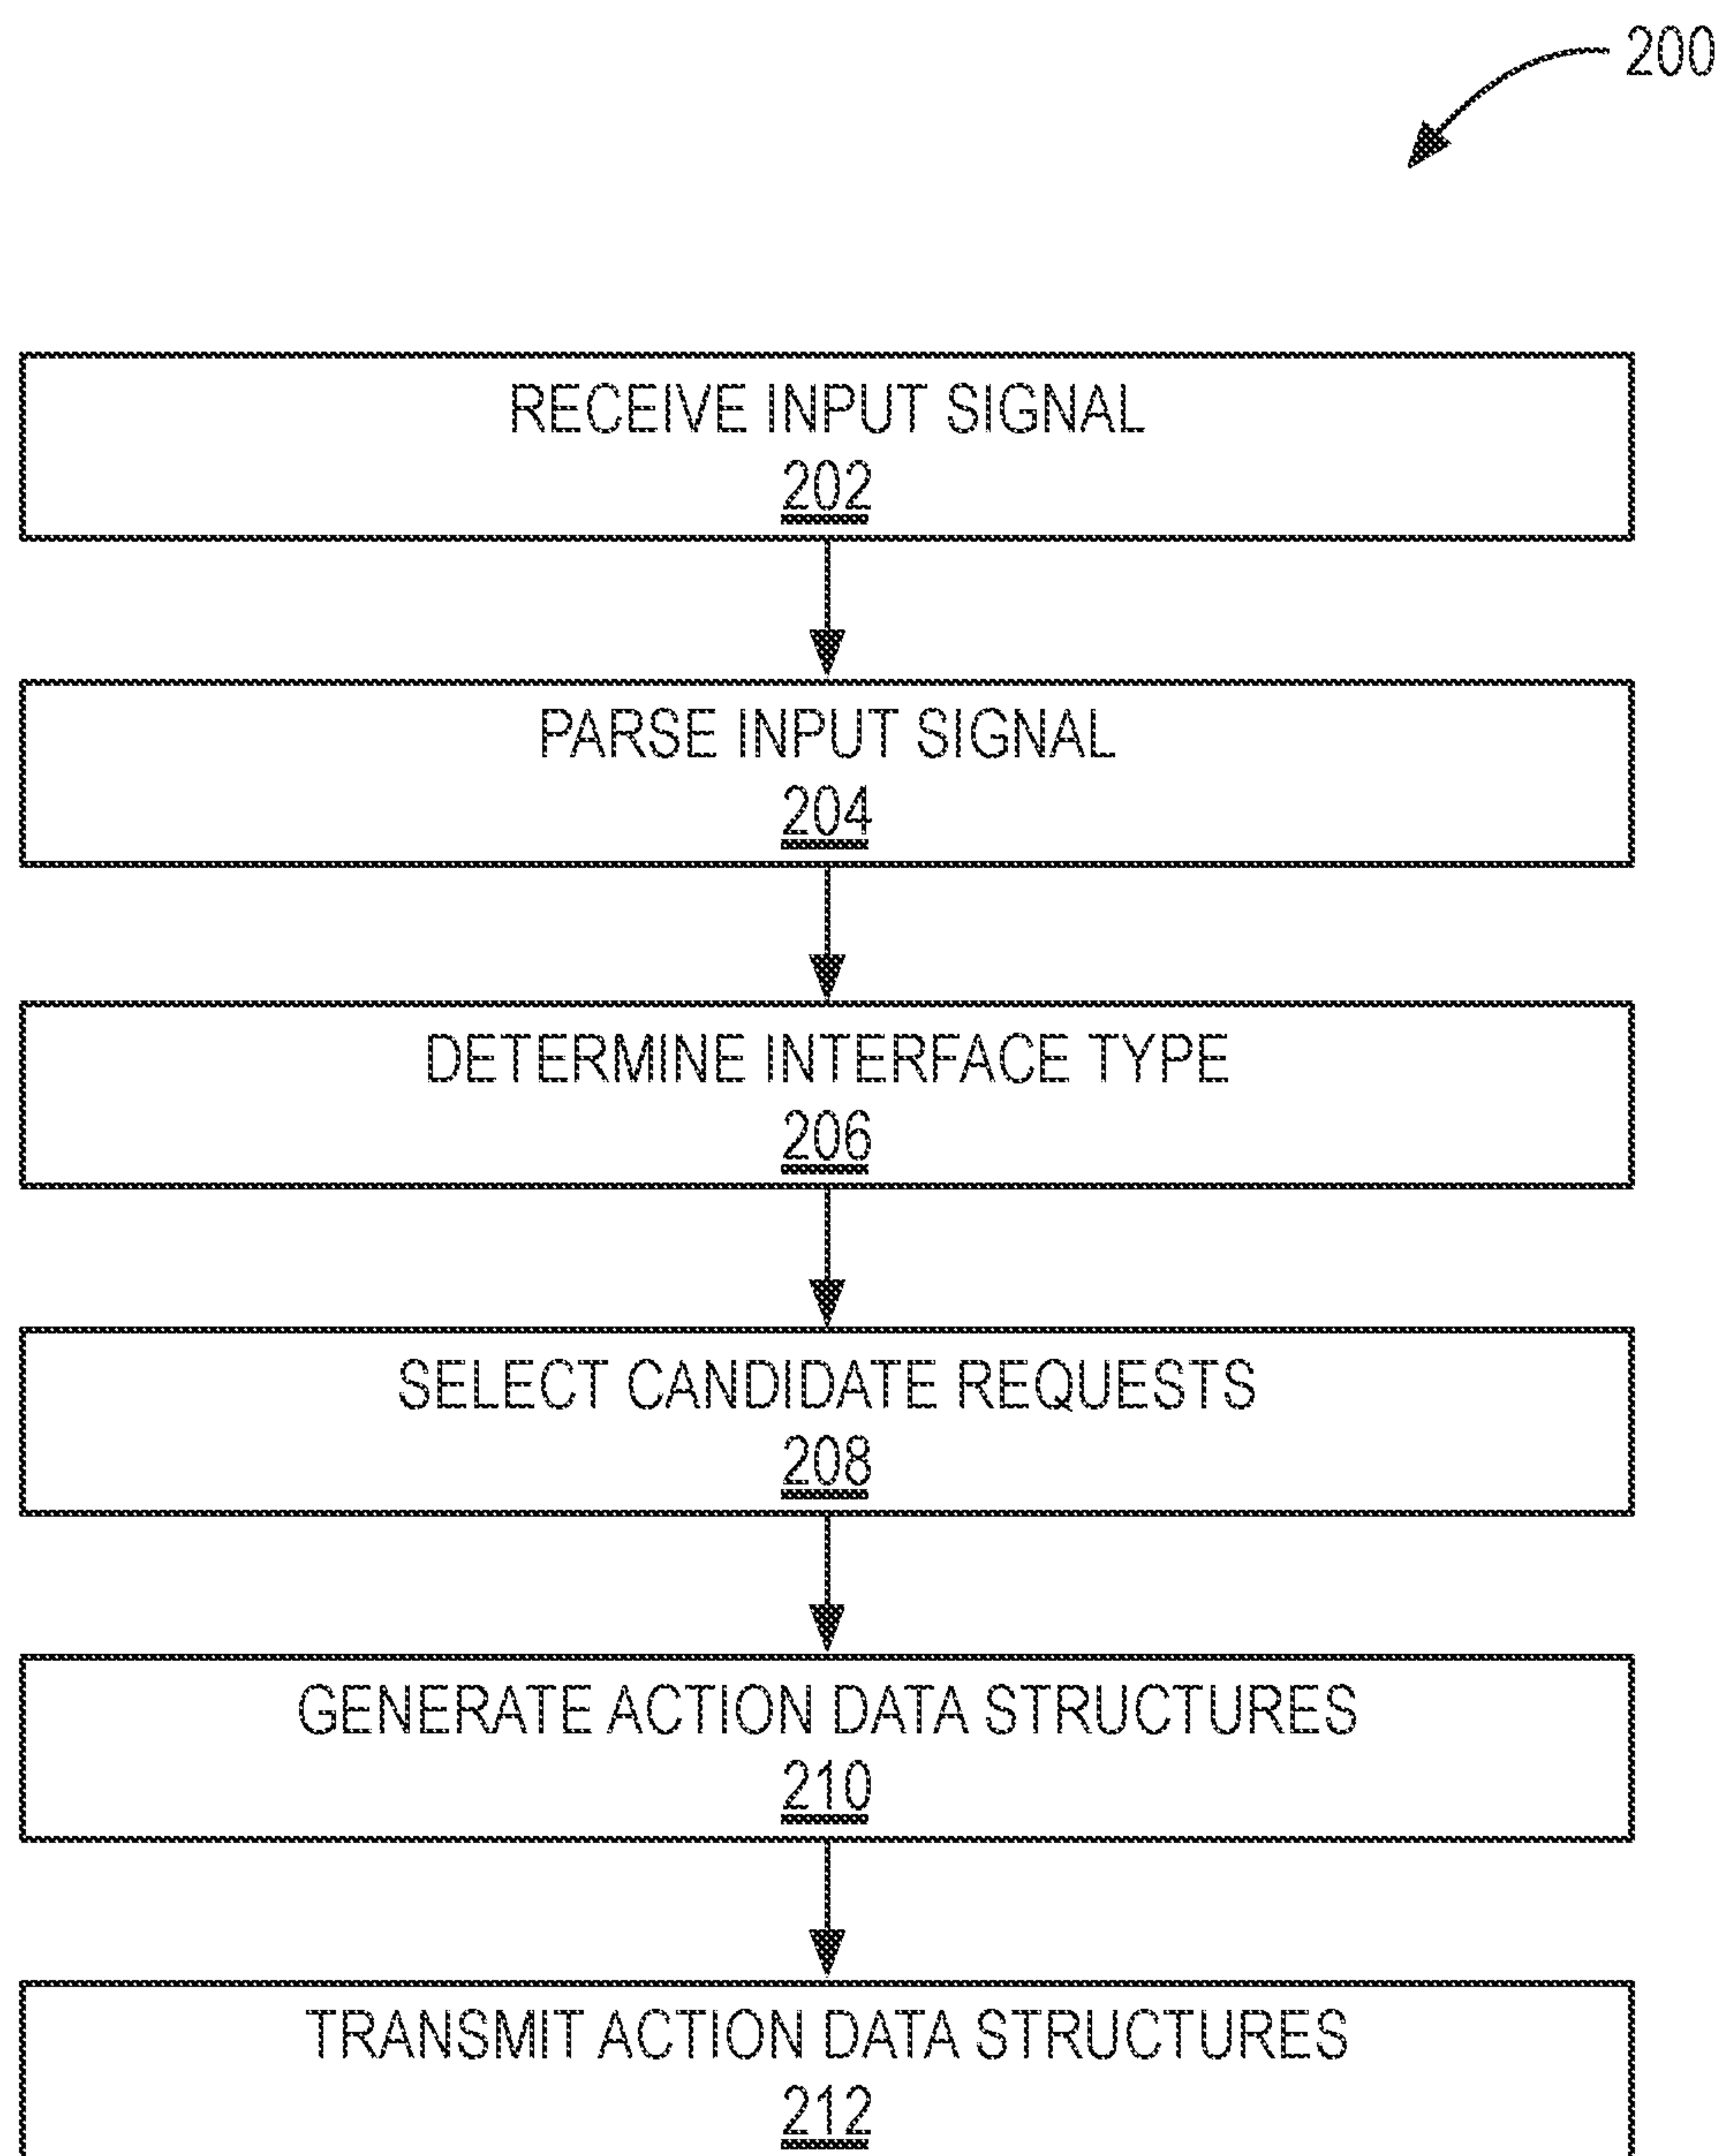 200
RECEIVE INPUT SIGNAL
202
PARSE INPUT SIGNAL
204
DETERMINE INTERFACE TYPE
206
SELECT CANDIDATE REQUESTS
208
GENERATE ACTION DATA STRUCTURES
210
TRANSMIT ACTION DATA STRUCTURES
212